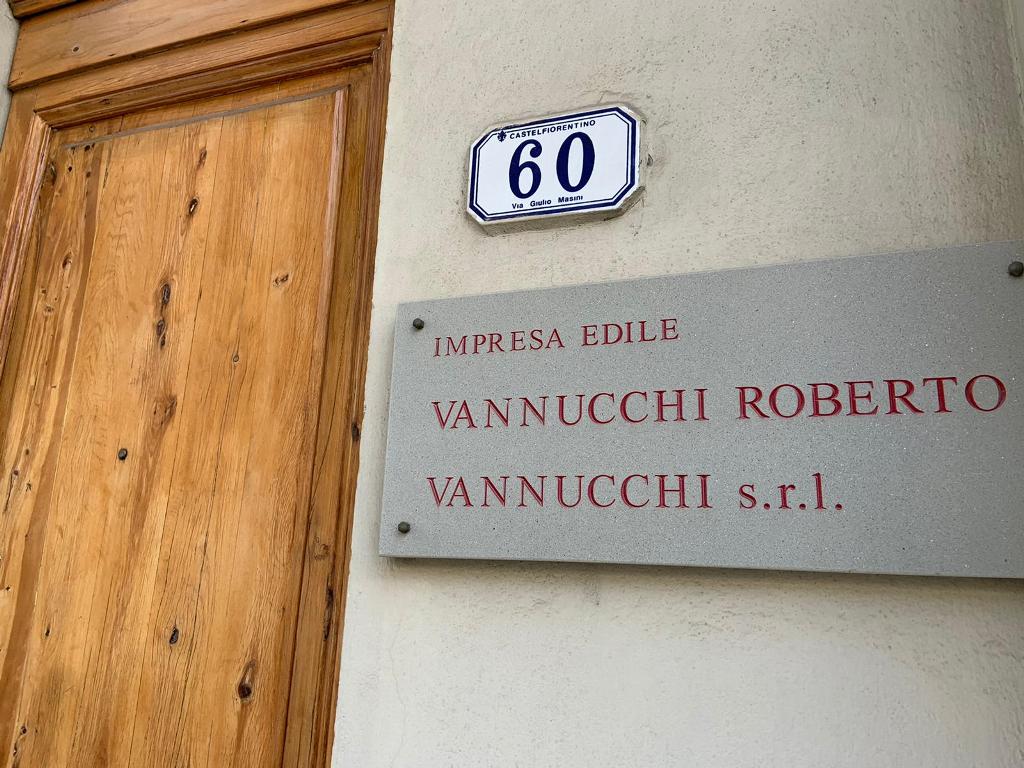 CASTELFIORENTINO
60
Via Giulio Masini
IMPRESA EDILE
VANNUCCHI ROBERTO
VANNUCCHI s.r.l.